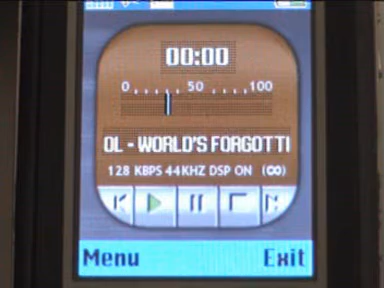 00:00
0 50 100
OL - WORLD'S FORGOTTI
128 KBPS 44KHZ DSP ON (∞)
Menu Exit